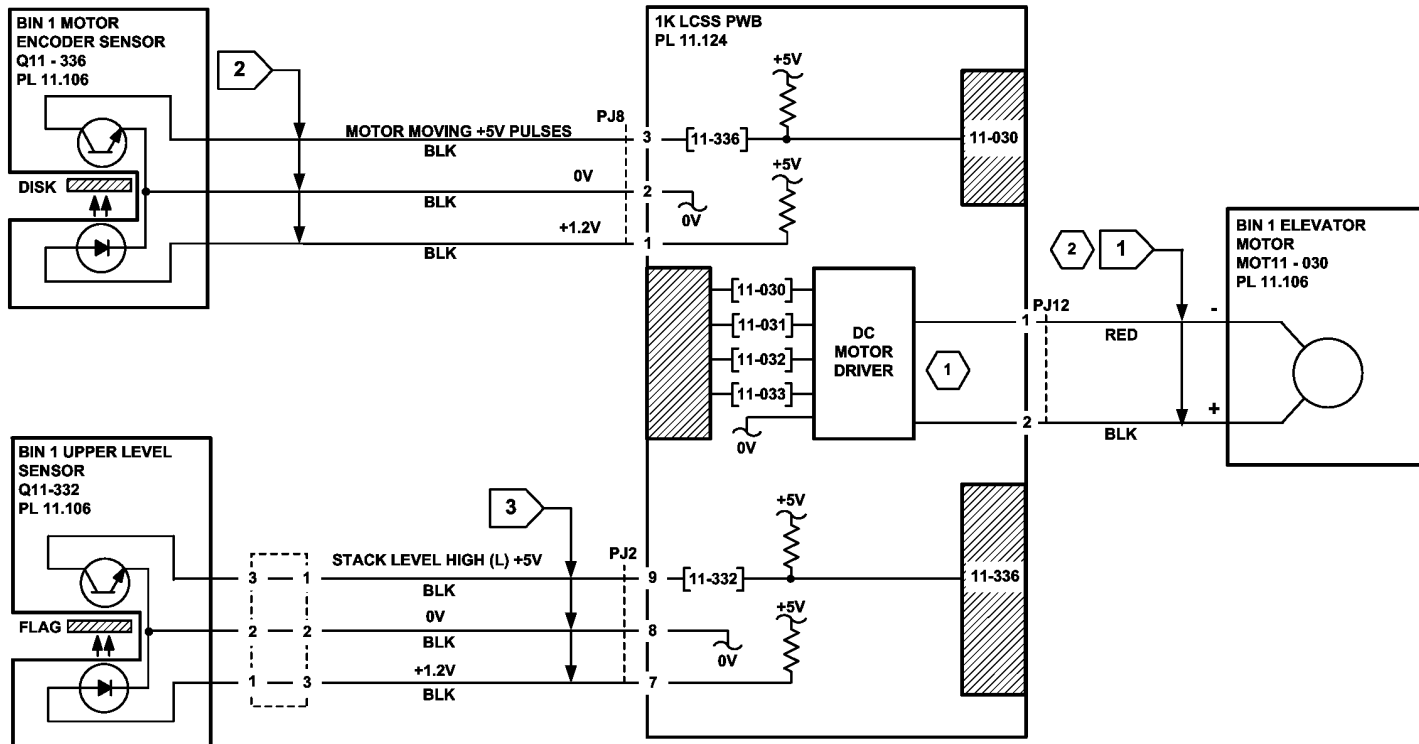 BIN 1 MOTOR
ENCODER SENSOR
Q11 - 336
PL 11.106
DISK
2
MOTOR MOVING +5V PULSES
BLK
0V
BLK
+1.2V
BLK
PJ8
3
2
1
1K LCSS PWB
PL 11.124
+5V
[11-336]
11-030
+5V
0V
[11-030]
[11-031]
[11-032]
[11-033]
0V
DC
MOTOR
DRIVER
1
1
2
PJ12
RED
BLK
2
1
-
+
BIN 1 ELEVATOR
MOTOR
MOT11 - 030
PL 11.106
BIN 1 UPPER LEVEL
SENSOR
Q11-332
PL 11.106
FLAG
3 1
2 2
1 3
3
STACK LEVEL HIGH (L) +5V
BLK
0V
BLK
+1.2V
BLK
PJ2
9
8
7
+5V
[11-332]
11-336
+5V
0V